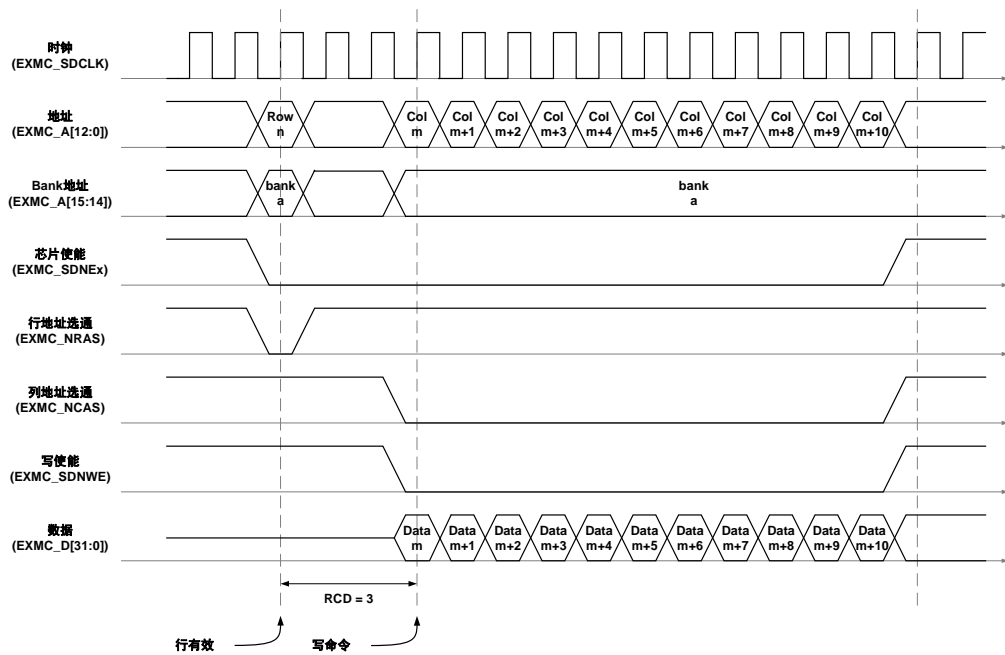 时钟
(EXMC_SDCLK)
地址
(EXMC_A[12:0])
Row
n
Col
m
Col
m+1
Col
m+2
Col
m+3
Col
m+4
Col
m+5
Col
m+6
Col
m+7
Col
m+8
Col
m+9
Col
m+10
Bank地址
(EXMC_A[15:14])
bank
a
bank
a
芯片使能
(EXMC_SDNEx)
行地址选通
(EXMC_NRAS)
列地址选通
(EXMC_NCAS)
写使能
(EXMC_SDNWE)
数据
(EXMC_D[31:0])
Data
m
Data
m+1
Data
m+2
Data
m+3
Data
m+4
Data
m+5
Data
m+6
Data
m+7
Data
m+8
Data
m+9
Data
m+10
RCD = 3
行有效
写命令